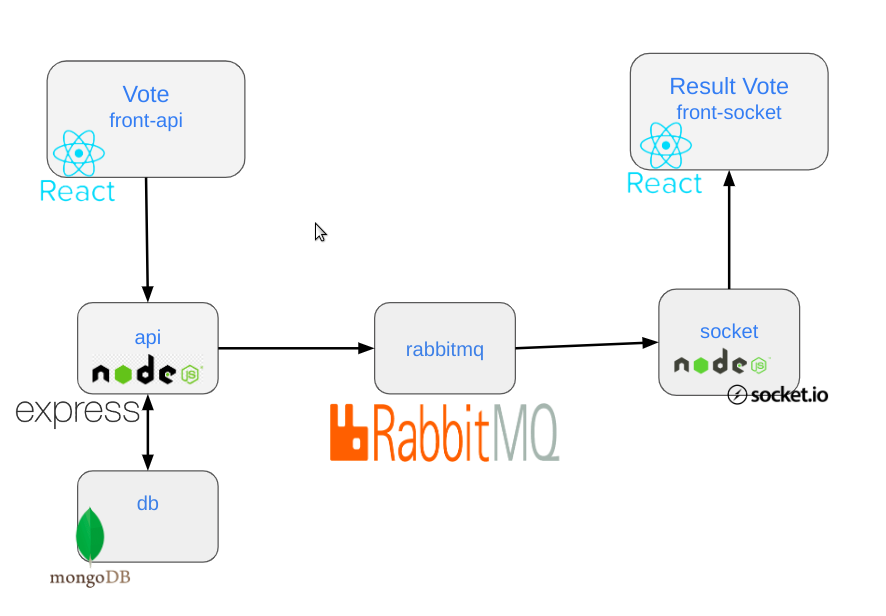 Vote
front-api
React
Result Vote
front-socket
React
api
node
JS
express
rabbitmq
RabbitMQ
socket
node
JS
socket.io
db
mongoDB